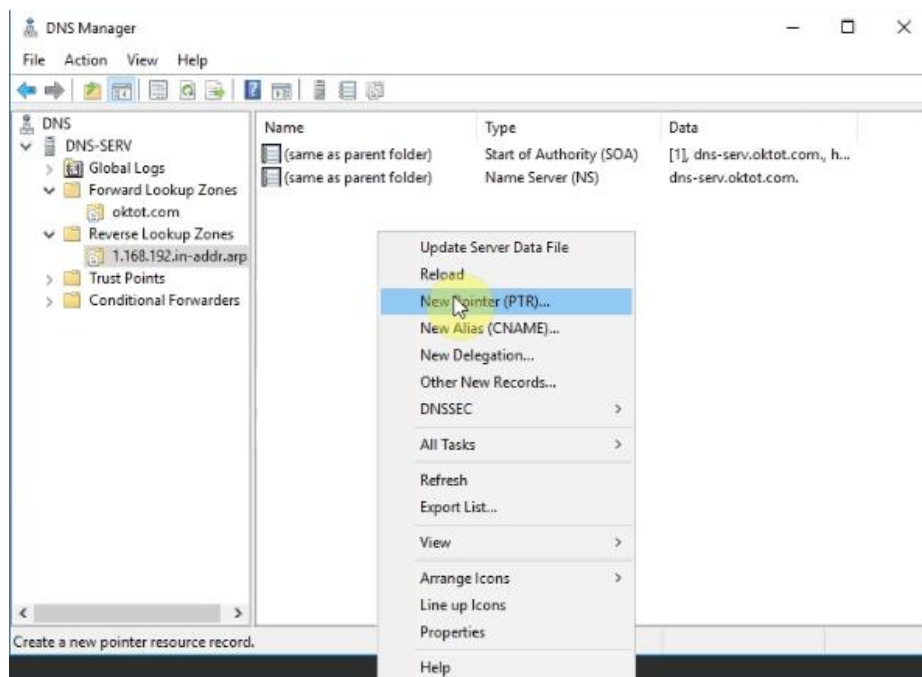 DNS Manager
File Action View Help
DNS
DNS-SERV
Global Logs
Forward Lookup Zones
oktot.com
Reverse Lookup Zones
1.168.192.in-addr.arp
Trust Points
Conditional Forwarders
Name Type Data
(same as parent folder) Start of Authority (SOA) [1], dns-serv.oktot.com., h...
(same as parent folder) Name Server (NS) dns-serv.oktot.com.
Update Server Data File
Reload
New Pointer (PTR)...
New Alias (CNAME)...
New Delegation...
Other New Records...
DNSSEC
All Tasks
Refresh
Export List...
View
Arrange Icons
Line up Icons
Properties
Help
Create a new pointer resource record.